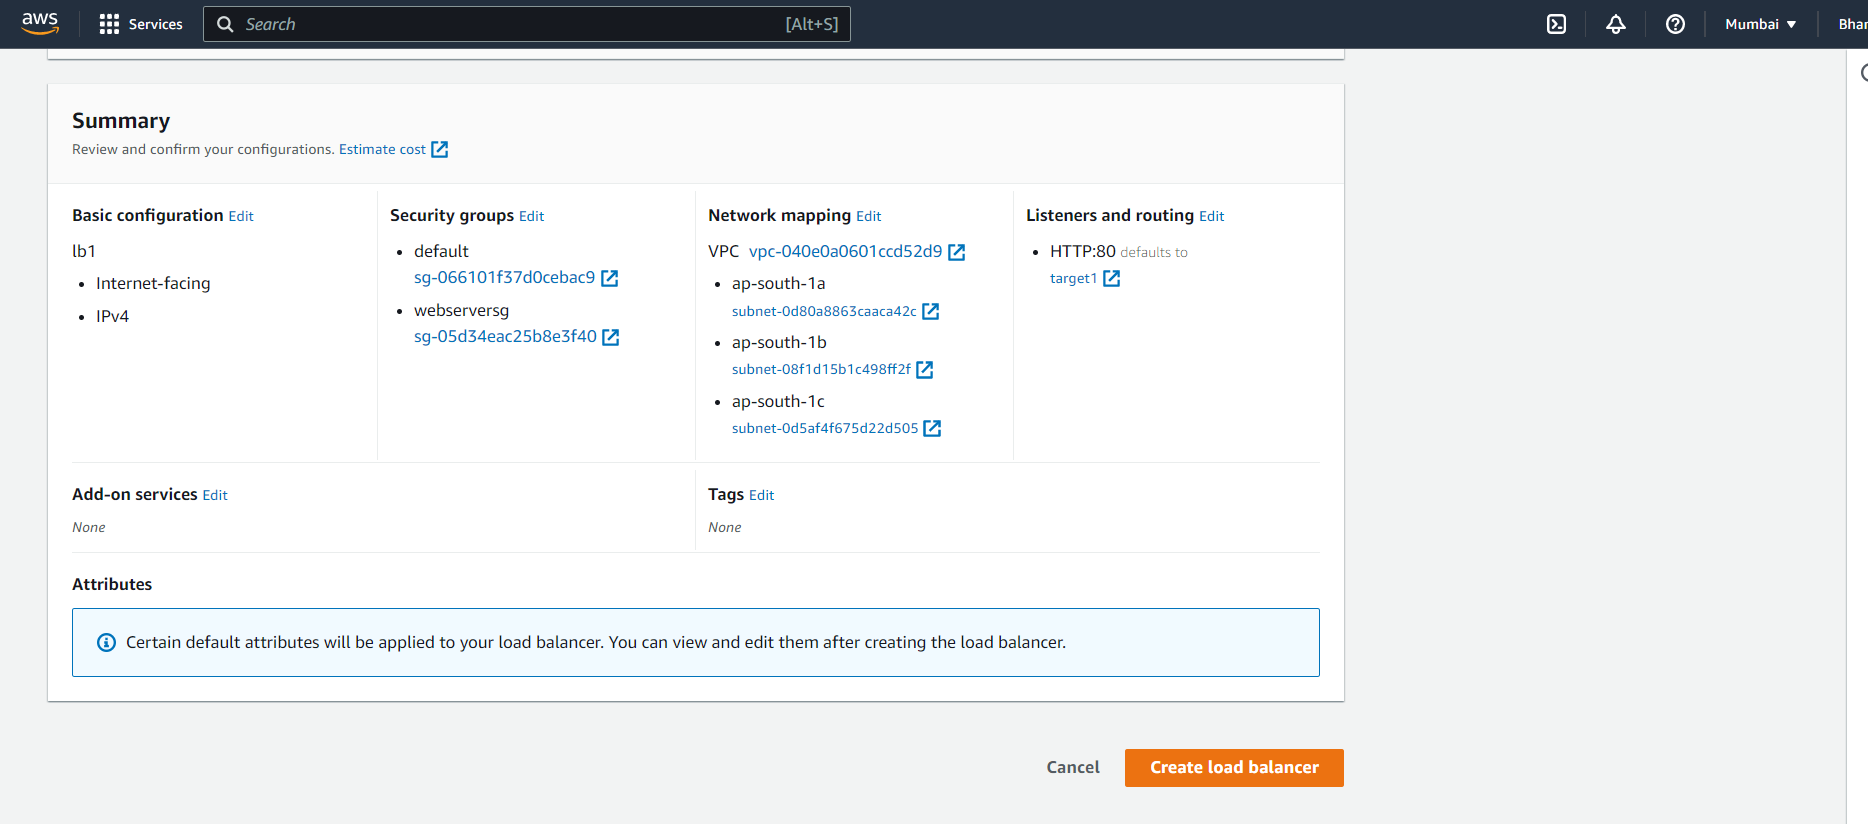 aws Services Search [Alt+S] Mumbai Bhar
Summary
Review and confirm your configurations. Estimate cost
Basic configuration Edit
lb1
Internet-facing
IPv4
Security groups Edit
default
sg-066101f37d0cebac9
webserversg
sg-05d34eac25b8e3f40
Network mapping Edit
VPC vpc-040e0a0601ccd52d9
ap-south-1a
subnet-0d80a8863caaca42c
ap-south-1b
subnet-08f1d15b1c498ff2f
ap-south-1c
subnet-0d5af4f675d22d505
Listeners and routing Edit
HTTP:80 defaults to
target1
Add-on services Edit
None
Tags Edit
None
Attributes
Certain default attributes will be applied to your load balancer. You can view and edit them after creating the load balancer.
Cancel Create load balancer